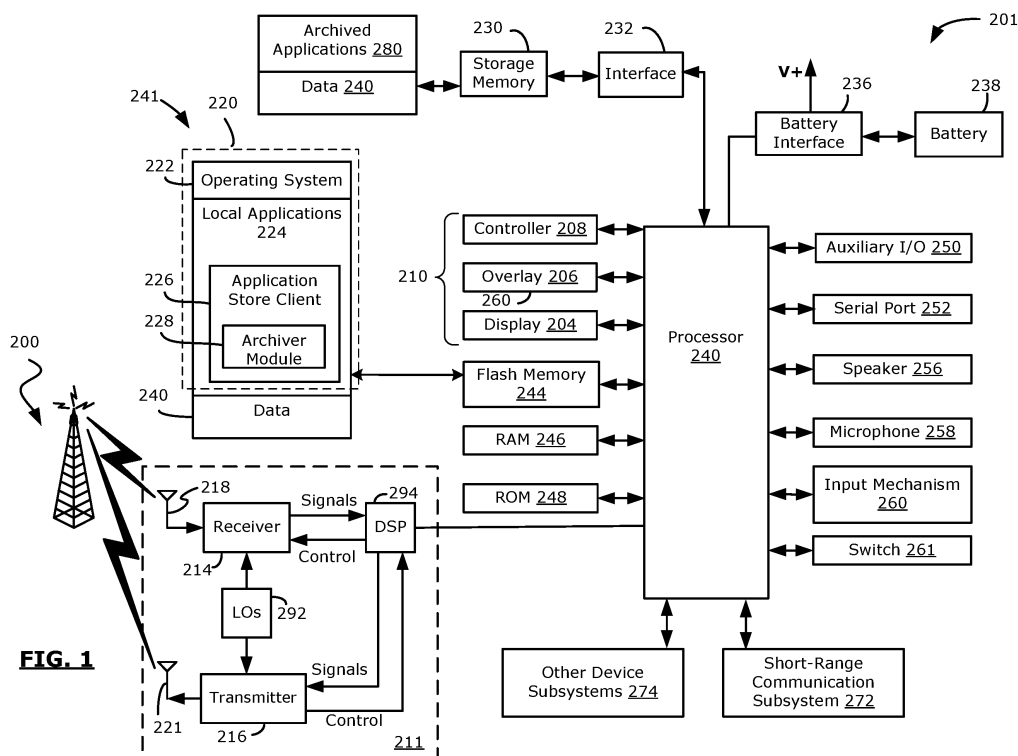 201
Archived
Applications 280
Data 240
230
Storage
Memory
232
Interface
V+
236
Battery
Interface
238
Battery
241
220
222
Operating System
Local Applications
224
226
Application
Store Client
228
Archiver
Module
240
Data
210
Controller 208
Overlay 206
260
Display 204
Flash Memory
244
RAM 246
ROM 248
Processor
240
Auxiliary I/O 250
Serial Port 252
Speaker 256
Microphone 258
Input Mechanism
260
Switch 261
200
218
Receiver
214
Signals
Control
294
DSP
LOs
292
Signals
Transmitter
Control
216
221
211
Other Device
Subsystems 274
Short-Range
Communication
Subsystem 272
FIG. 1